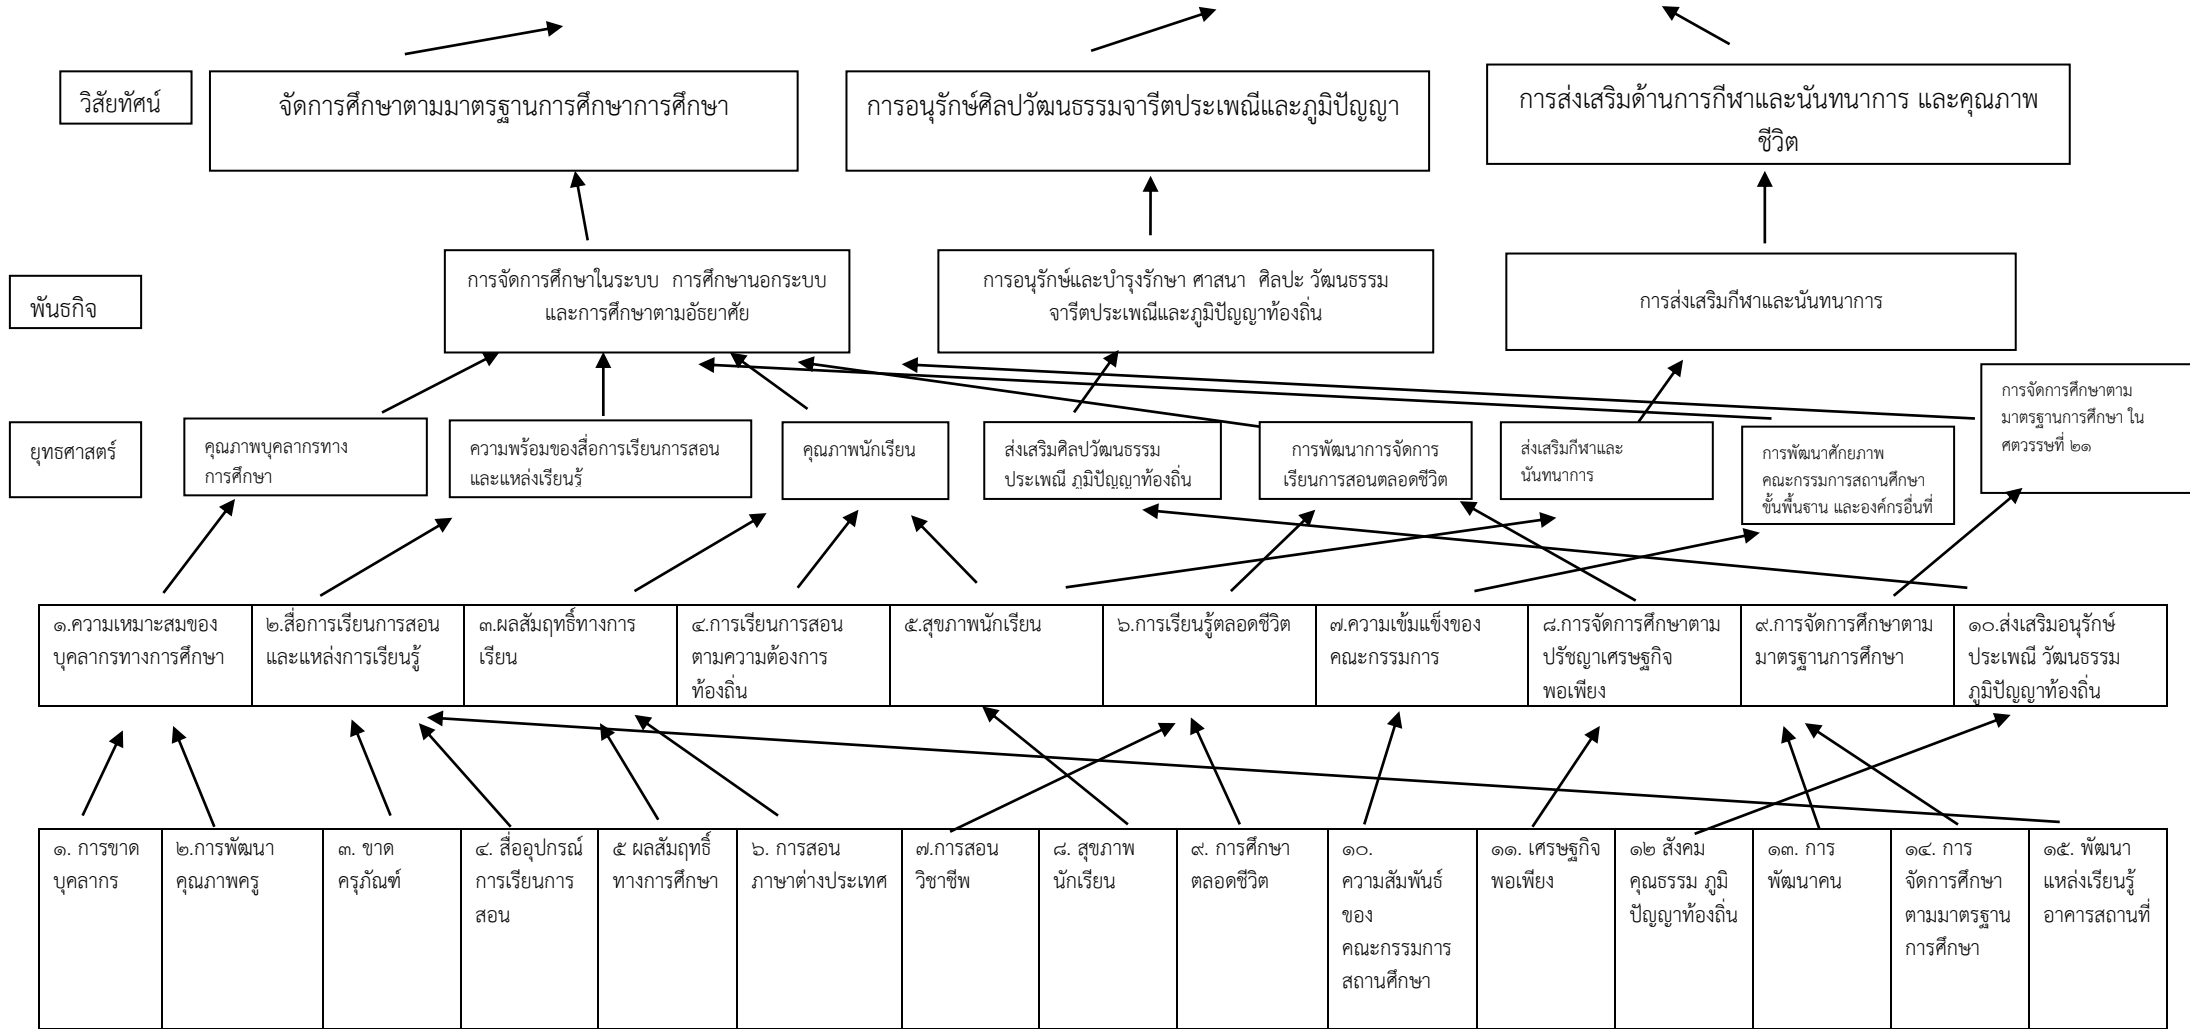 วิสัยทัศน์
จัดการศึกษาตามมาตรฐานการศึกษาการศึกษา
การอนุรักษ์ศิลปวัฒนธรรมจารีตประเพณีและภูมิปัญญา
การส่งเสริมด้านการกีฬาและนันทนาการ และคุณภาพ
ชีวิต
พันธกิจ
การจัดการศึกษาในระบบ การศึกษานอกระบบ
และการศึกษาตามอัธยาศัย
การอนุรักษ์และบำรุงรักษา ศาสนา ศิลปะ วัฒนธรรม
จารีตประเพณีและภูมิปัญญาท้องถิ่น
การส่งเสริมกีฬาและนันทนาการ
ยุทธศาสตร์
คุณภาพบุคลากรทาง
การศึกษา
ความพร้อมของสื่อการเรียนการสอน
และแหล่งเรียนรู้
คุณภาพนักเรียน
ส่งเสริมศิลปวัฒนธรรม
ประเพณี ภูมิปัญญาท้องถิ่น
การพัฒนาการจัดการ
เรียนการสอนตลอดชีวิต
ส่งเสริมกีฬาและ
นันทนาการ
การพัฒนาศักยภาพ
คณะกรรมการสถานศึกษา
ขั้นพื้นฐาน และองค์กรอื่นที่
การจัดการศึกษาตาม
มาตรฐานการศึกษา ใน
ศตวรรษที่ ๒๑
๑.ความเหมาะสมของ
บุคลากรทางการศึกษา
๒.สื่อการเรียนการสอน
และแหล่งการเรียนรู้
๓.ผลสัมฤทธิ์ทางการ
เรียน
๔.การเรียนการสอน
ตามความต้องการ
ท้องถิ่น
๕.สุขภาพนักเรียน
๖.การเรียนรู้ตลอดชีวิต
๗.ความเข้มแข็งของ
คณะกรรมการ
๘.การจัดการศึกษาตาม
ปรัชญาเศรษฐกิจ
พอเพียง
๙.การจัดการศึกษาตาม
มาตรฐานการศึกษา
๑๐.ส่งเสริมอนุรักษ์
ประเพณี วัฒนธรรม
ภูมิปัญญาท้องถิ่น
๑. การขาด
บุคลากร
๒.การพัฒนา
คุณภาพครู
๓. ขาด
ครุภัณฑ์
๔. สื่ออุปกรณ์
การเรียนการ
สอน
๕ ผลสัมฤทธิ์
ทางการศึกษา
๖. การสอน
ภาษาต่างประเทศ
๗.การสอน
วิชาชีพ
๘. สุขภาพ
นักเรียน
๙. การศึกษา
ตลอดชีวิต
๑๐.
ความสัมพันธ์
ของ
คณะกรรมการ
สถานศึกษา
๑๑. เศรษฐกิจ
พอเพียง
๑๒ สังคม
คุณธรรม ภูมิ
ปัญญาท้องถิ่น
๑๓. การ
พัฒนาคน
๑๔. การ
จัดการศึกษา
ตามมาตรฐาน
การศึกษา
๑๕. พัฒนา
แหล่งเรียนรู้
อาคารสถานที่